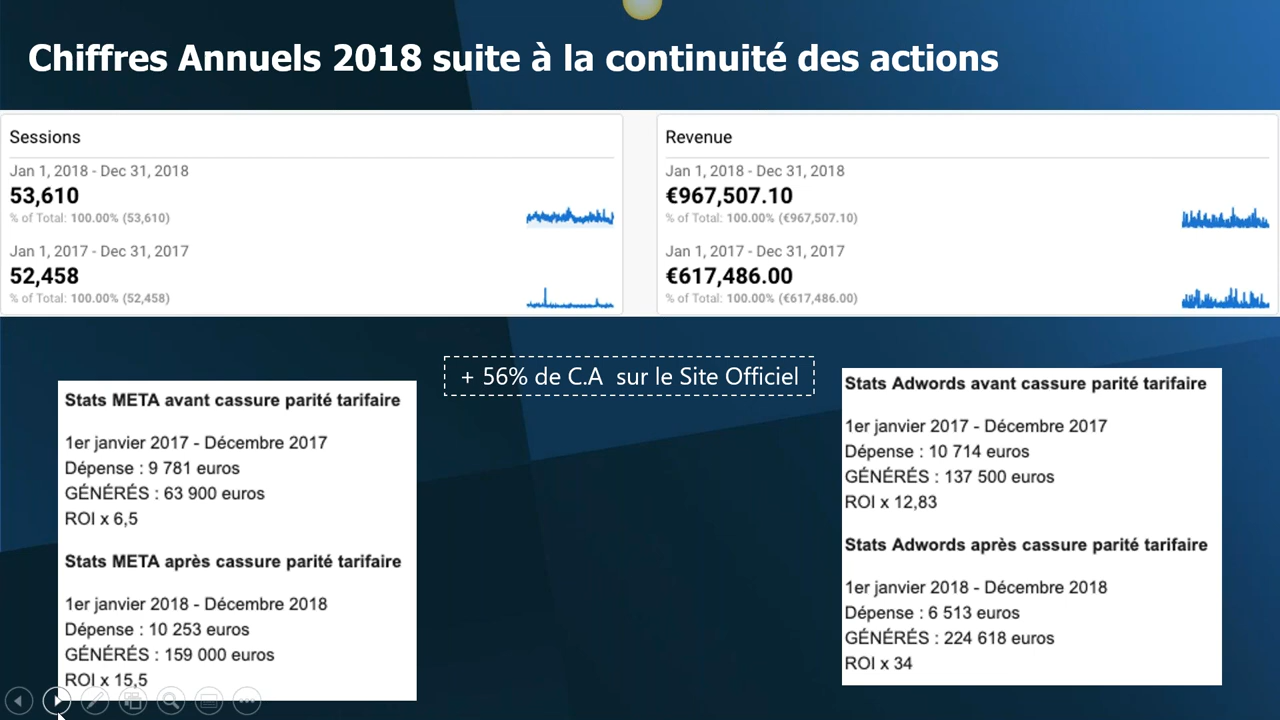 Chiffres Annuels 2018 suite à la continuité des actions
Sessions
Jan 1, 2018 - Dec 31, 2018
53,610
% of Total: 100.00% (53,610)
Jan 1, 2017 - Dec 31, 2017
52,458
% of Total: 100.00% (52,458)
Revenue
Jan 1, 2018 - Dec 31, 2018
€967,507.10
% of Total: 100.00% (€967,507.10)
Jan 1, 2017 - Dec 31, 2017
€617,486.00
% of Total: 100.00% (€617,486.00)
+ 56% de C.A sur le Site Officiel
Stats META avant cassure parité tarifaire
1er janvier 2017 - Décembre 2017
Dépense : 9 781 euros
GÉNÉRÉS : 63 900 euros
ROI x 6,5
Stats META après cassure parité tarifaire
1er janvier 2018 - Décembre 2018
Dépense : 10 253 euros
GÉNÉRÉS : 159 000 euros
ROI x 15,5
Stats Adwords avant cassure parité tarifaire
1er janvier 2017 - Décembre 2017
Dépense : 10 714 euros
GÉNÉRÉS : 137 500 euros
ROI x 12,83
Stats Adwords après cassure parité tarifaire
1er janvier 2018 - Décembre 2018
Dépense : 6 513 euros
GÉNÉRÉS : 224 618 euros
ROI x 34